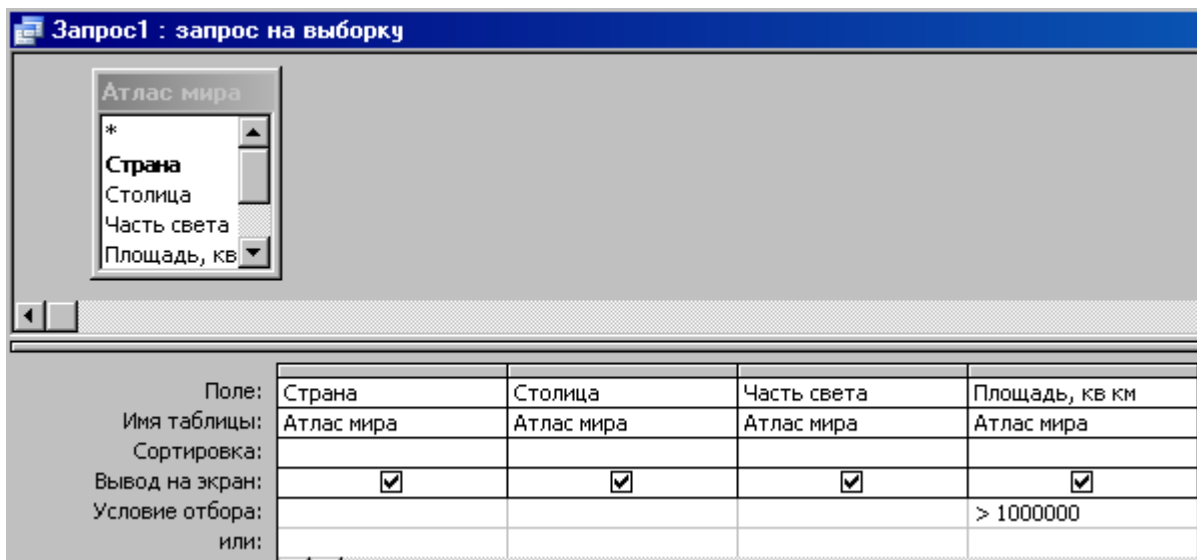 Запрос1 : запрос на выборку
Атлас мира
*
Страна
Столица
Часть света
Площадь, кв
Поле: Страна Столица Часть света Площадь, кв км
Имя таблицы: Атлас мира Атлас мира Атлас мира Атлас мира
Сортировка:
Вывод на экран:
Условие отбора: > 1000000
или: